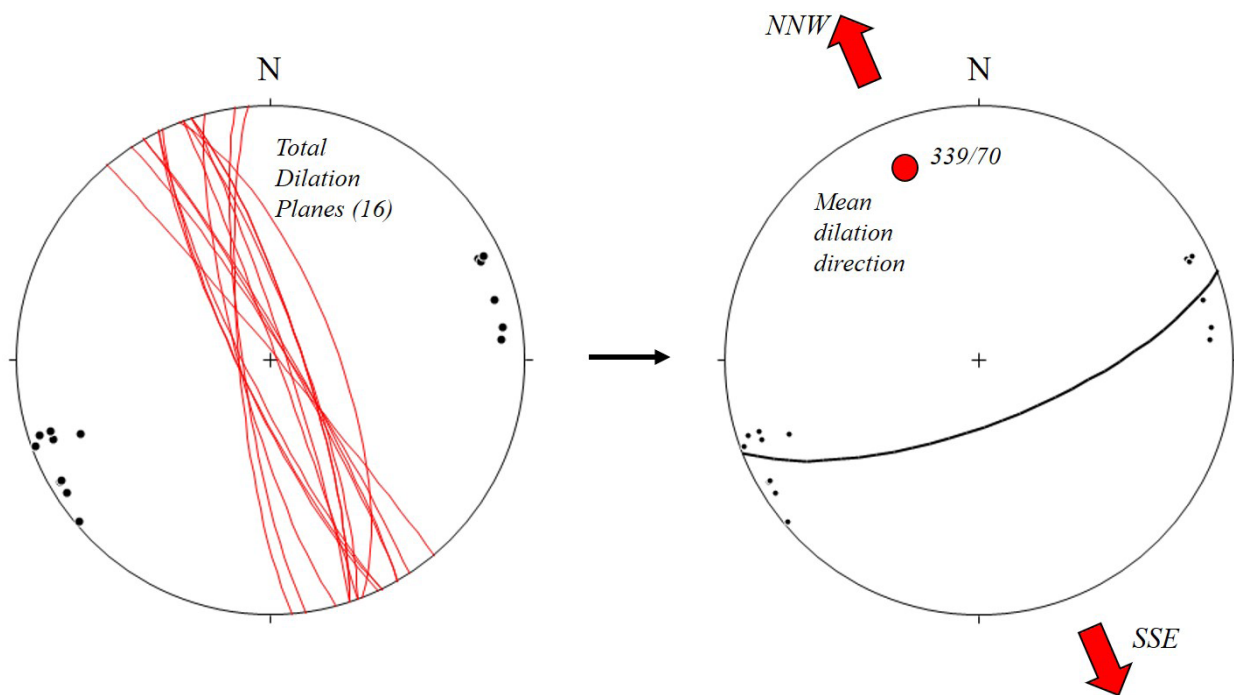 N
Total
Dilation
Planes (16)
NNW
N
339/70
Mean
dilation
direction
SSE